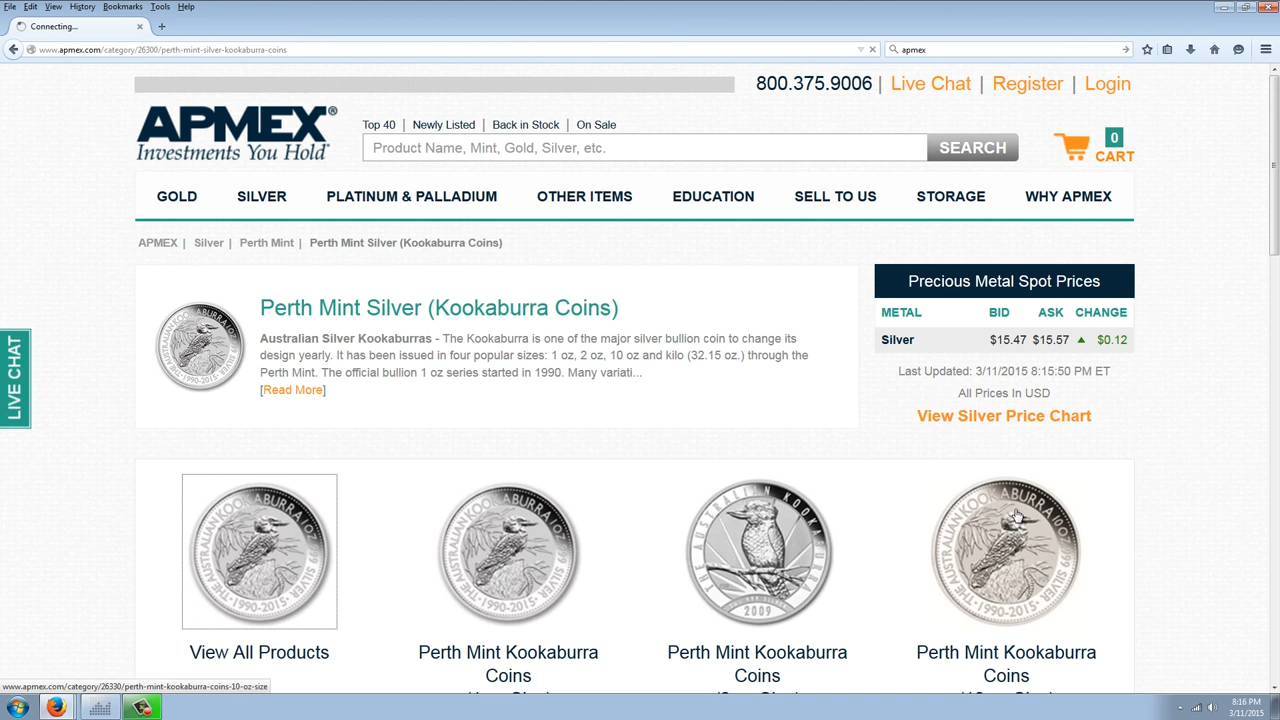 File Edit View History Bookmarks Tools Help
Connecting...
www.apmex.com/category/26300/perth-mint-silver-kookaburra-coins
apmex
800.375.9006 | Live Chat | Register | Login
APMEX®
Investments You Hold
Top 40 | Newly Listed | Back in Stock | On Sale
Product Name, Mint, Gold, Silver, etc.
SEARCH
0
CART
GOLD SILVER PLATINUM & PALLADIUM OTHER ITEMS EDUCATION SELL TO US STORAGE WHY APMEX
APMEX | Silver | Perth Mint | Perth Mint Silver (Kookaburra Coins)
Perth Mint Silver (Kookaburra Coins)
Australian Silver Kookaburras - The Kookaburra is one of the major silver bullion coin to change its
design yearly. It has been issued in four popular sizes: 1 oz, 2 oz, 10 oz and kilo (32.15 oz.) through the
Perth Mint. The official bullion 1 oz series started in 1990. Many variati...
[Read More]
Precious Metal Spot Prices
METAL BID ASK CHANGE
Silver $15.47 $15.57 $0.12
Last Updated: 3/11/2015 8:15:50 PM ET
All Prices In USD
View Silver Price Chart
LIVE CHAT
View All Products
THE AUSTRALIAN KOOKABURRA
2009
Perth Mint Kookaburra
Coins
Perth Mint Kookaburra
Coins
Perth Mint Kookaburra
Coins
www.apmex.com/category/26330/perth-mint-kookaburra-coins-10-oz-size
8:16 PM
3/11/2015